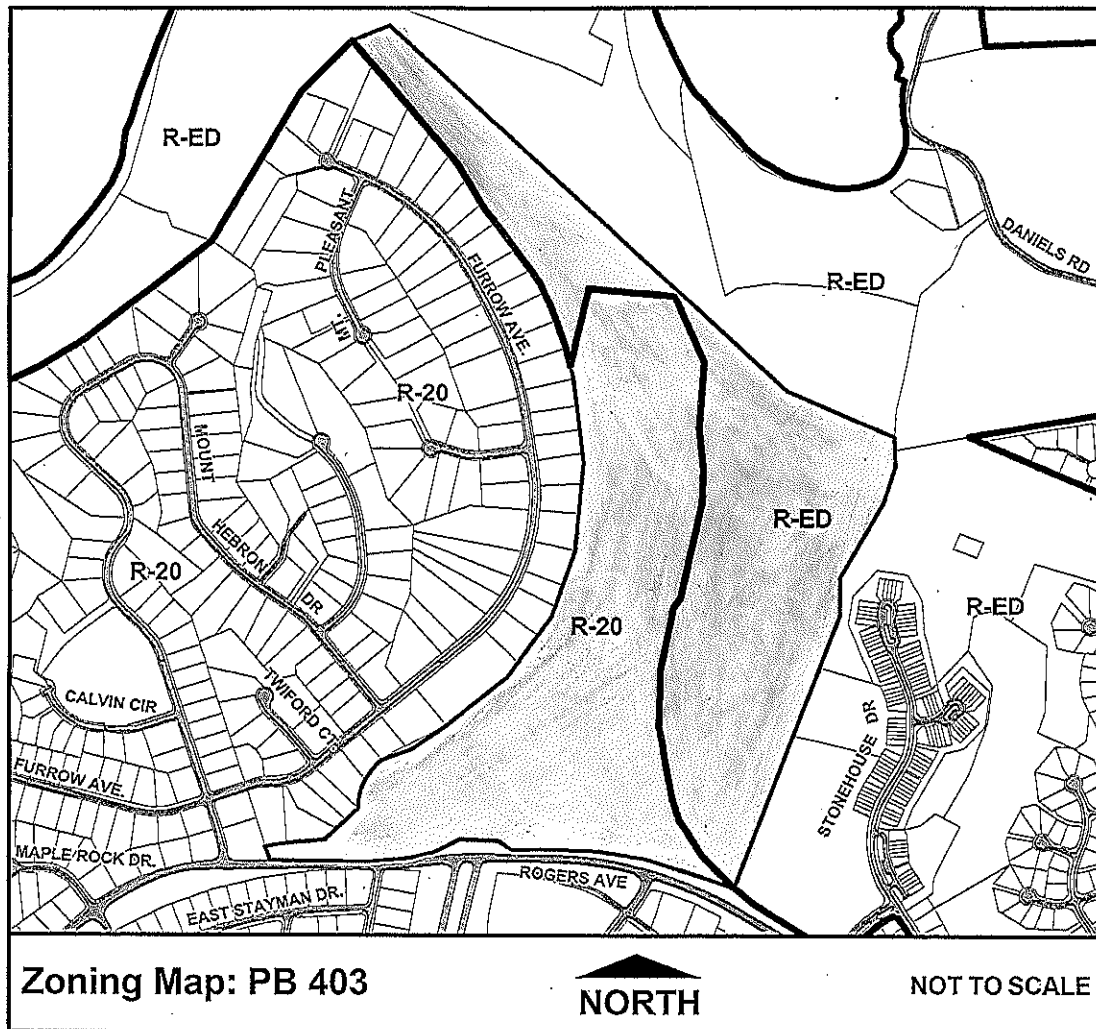 R-ED
PLEASANT
MT.
FURROW AVE.
DANIELS RD
R-ED
R-20
MOUNT
HEBRON
DR
R-20
R-ED
R-20
R-ED
TWIFORD CT
CALVIN CIR
FURROW AVE.
STONEHOUSE DR
MAPLE ROCK DR.
ROGERS AVE
EAST STAYMAN DR.
Zoning Map: PB 403
NORTH
NOT TO SCALE